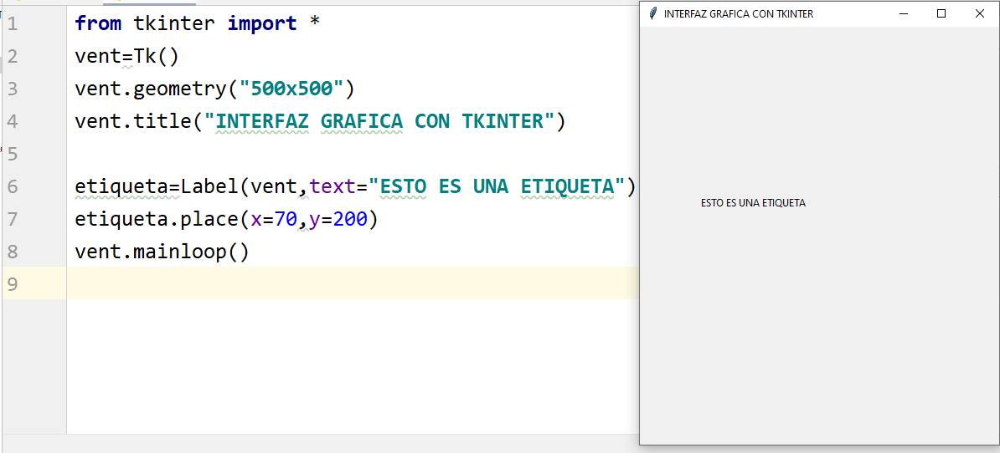 1 from tkinter import *
2 vent=Tk()
3 vent.geometry("500x500")
4 vent.title("INTERFAZ GRAFICA CON TKINTER")
5
6 etiqueta=Label(vent,text="ESTO ES UNA ETIQUETA")
7 etiqueta.place(x=70,y=200)
8 vent.mainloop()
9
INTERFAZ GRAFICA CON TKINTER
ESTO ES UNA ETIQUETA